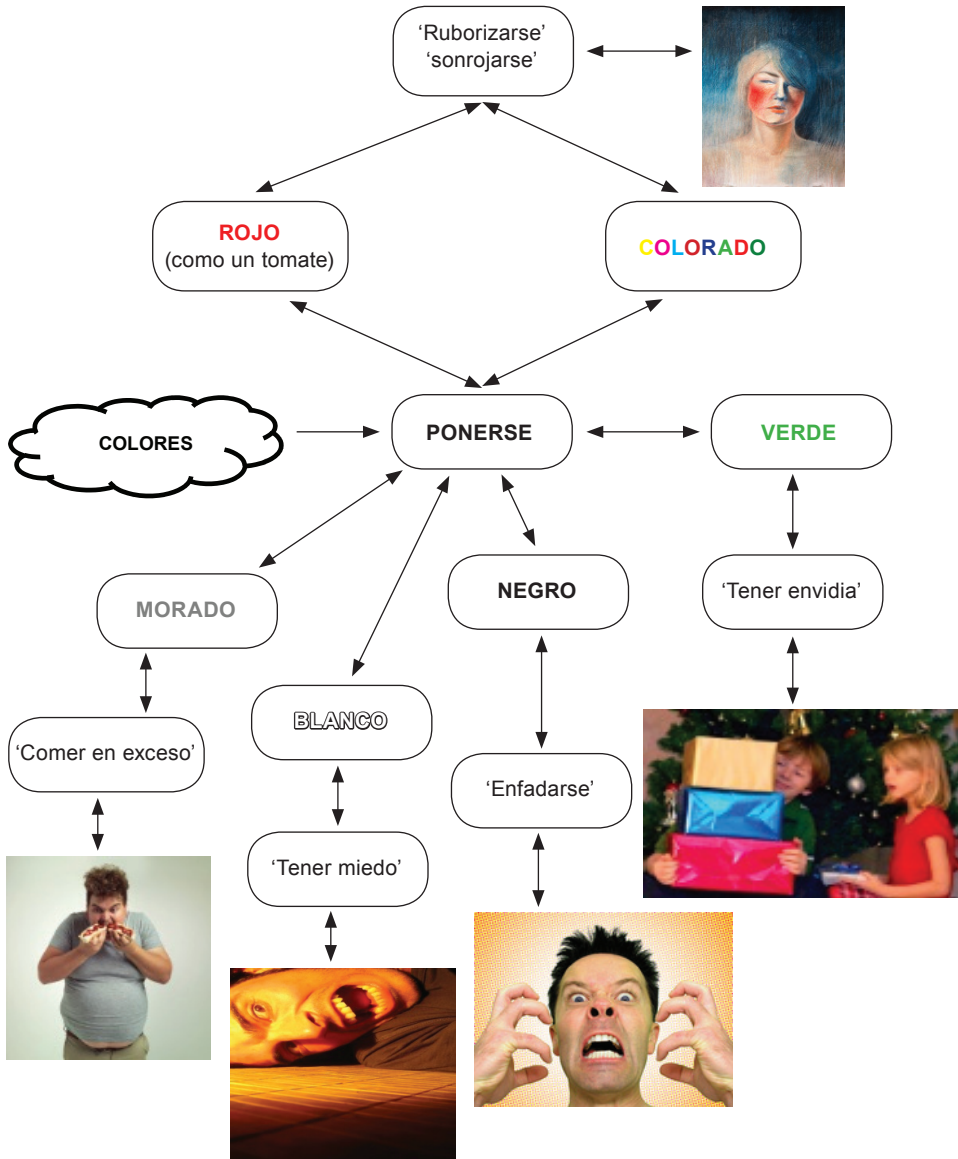 ‘Ruborizarse’
‘sonrojarse’
ROJO
(como un tomate)
COLORADO
COLORES
PONERSE
VERDE
MORADO
NEGRO
‘Tener envidia’
BLANCO
‘Comer en exceso’
‘Enfadarse’
‘Tener miedo’